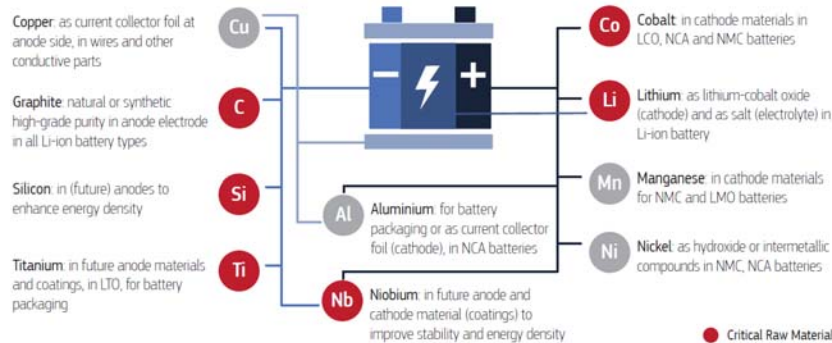 Copper: as current collector foil at
anode side, in wires and other
conductive parts
Cu
Graphite: natural or synthetic
high-grade purity in anode electrode
in all Li-ion battery types
C
Silicon: in (future) anodes to
enhance energy density
Si
Titanium: in future anode materials
and coatings, in LTO, for battery
packaging
Ti
Al
Aluminium: for battery
packaging or as current collector
foil (cathode), in NCA batteries
Nb
Niobium: in future anode and
cathode material (coatings) to
improve stability and energy density
Co
Cobalt: in cathode materials in
LCO, NCA and NMC batteries
Li
Lithium: as lithium-cobalt oxide
(cathode) and as salt (electrolyte) in
Li-ion battery
Mn
Manganese: in cathode materials
for NMC and LMO batteries
Ni
Nickel: as hydroxide or intermetallic
compounds in NMC, NCA batteries
Critical Raw Material